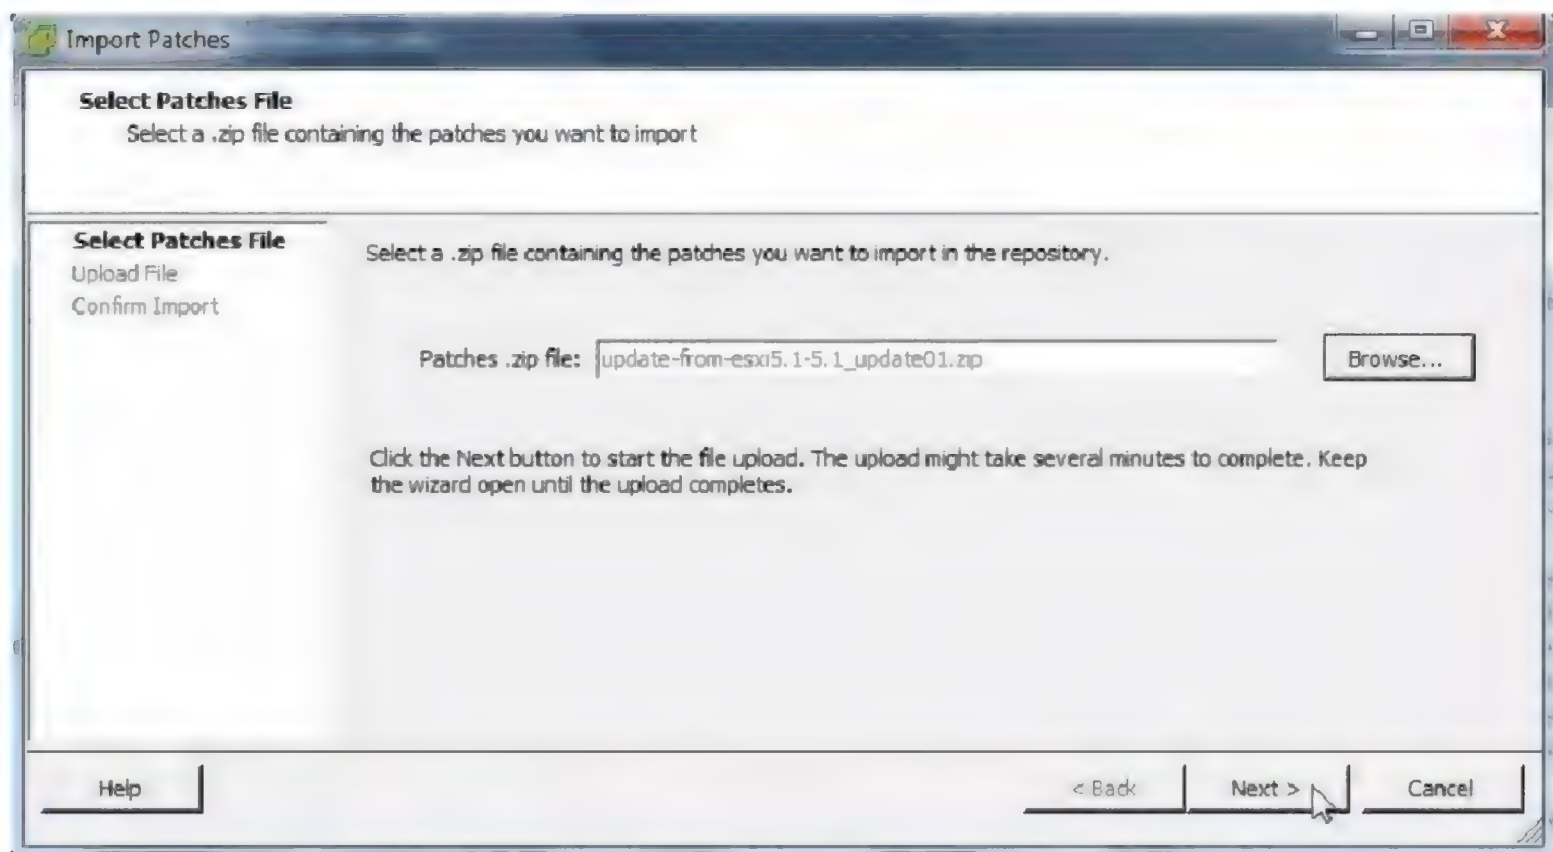 Import Patches
Select Patches File
Select a .zip file containing the patches you want to import
Select Patches File
Upload File
Confirm Import
Select a .zip file containing the patches you want to import in the repository.
Patches .zip file: update-from-esxi5.1-5.1_update01.zip Browse...
Click the Next button to start the file upload. The upload might take several minutes to complete. Keep
the wizard open until the upload completes.
Help < Back Next > Cancel